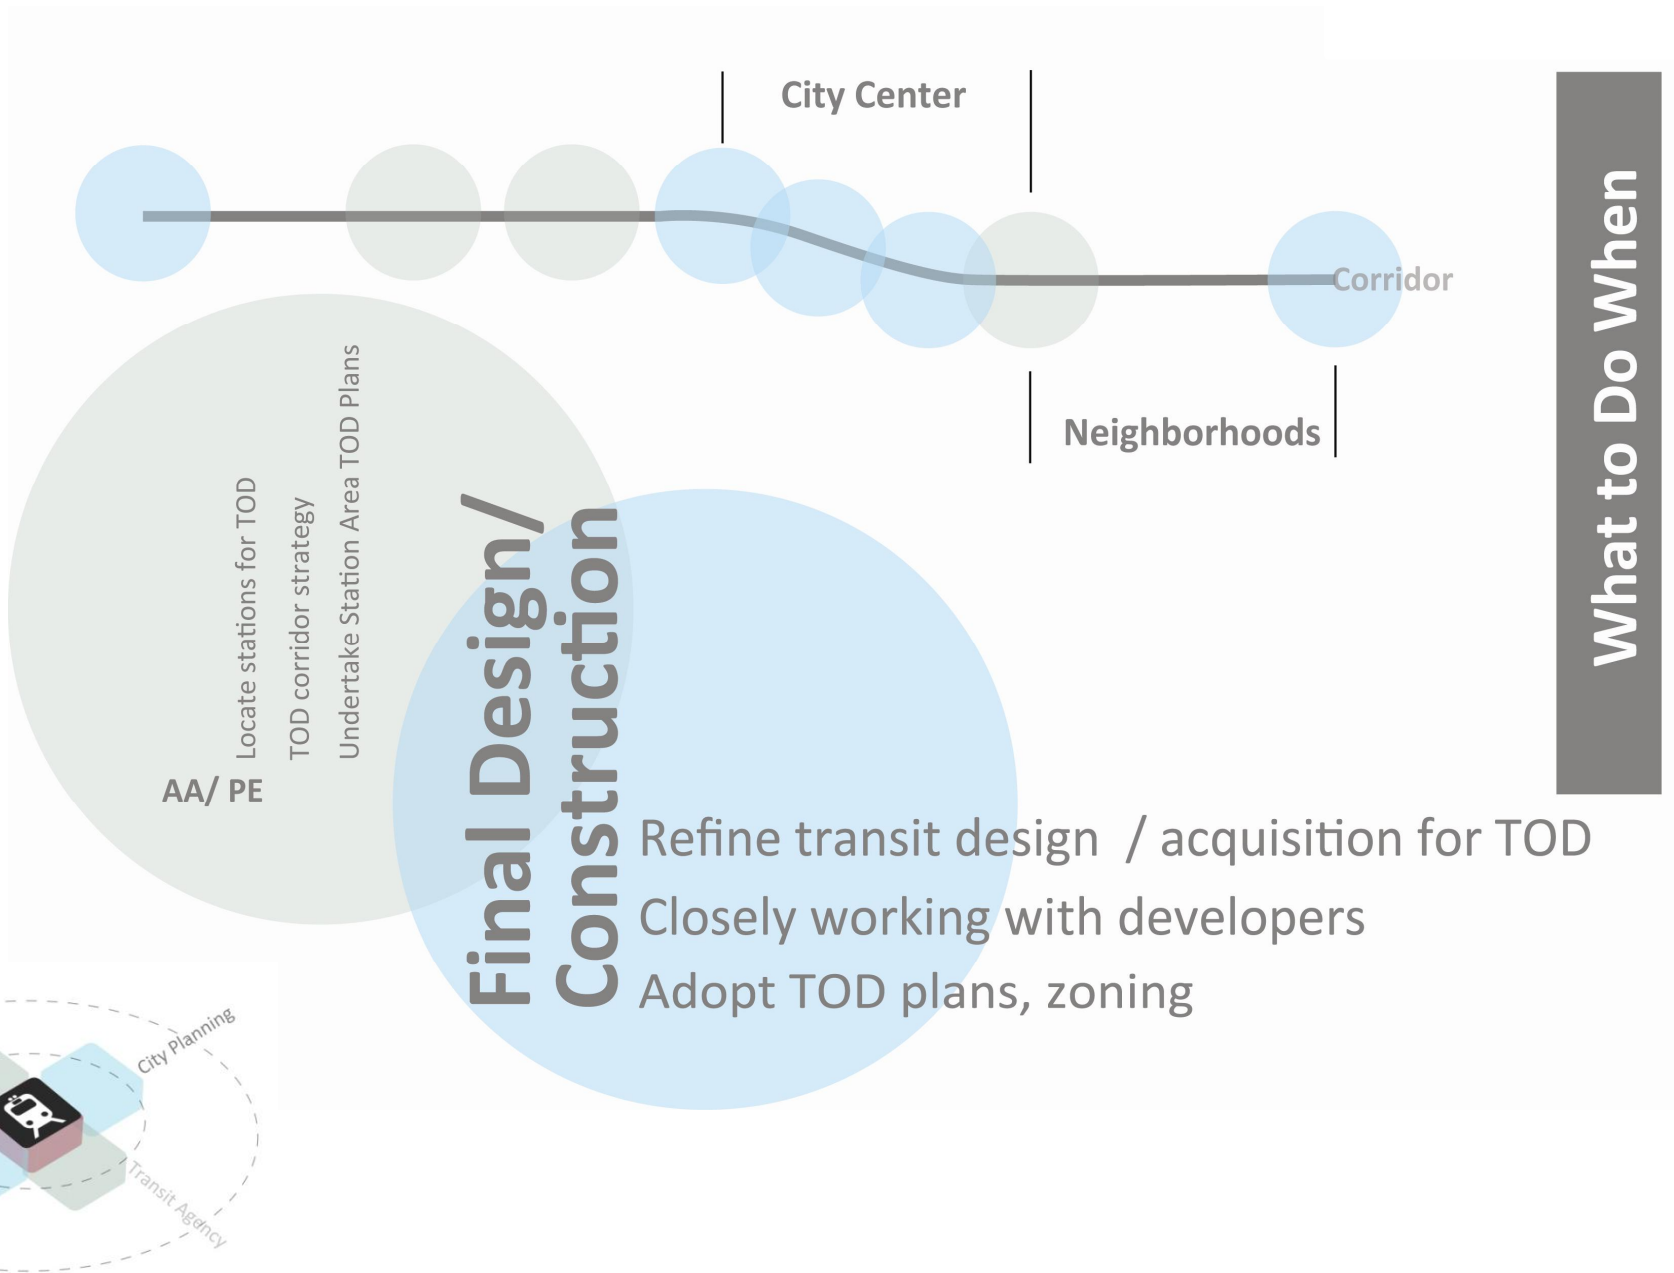 City Center
Corridor
Neighborhoods
What to Do When
Locate stations for TOD
TOD corridor strategy
Undertake Station Area TOD Plans
AA/ PE
Final Design/
Construction
Refine transit design / acquisition for TOD
Closely working with developers
Adopt TOD plans, zoning
City Planning
Transit Agency